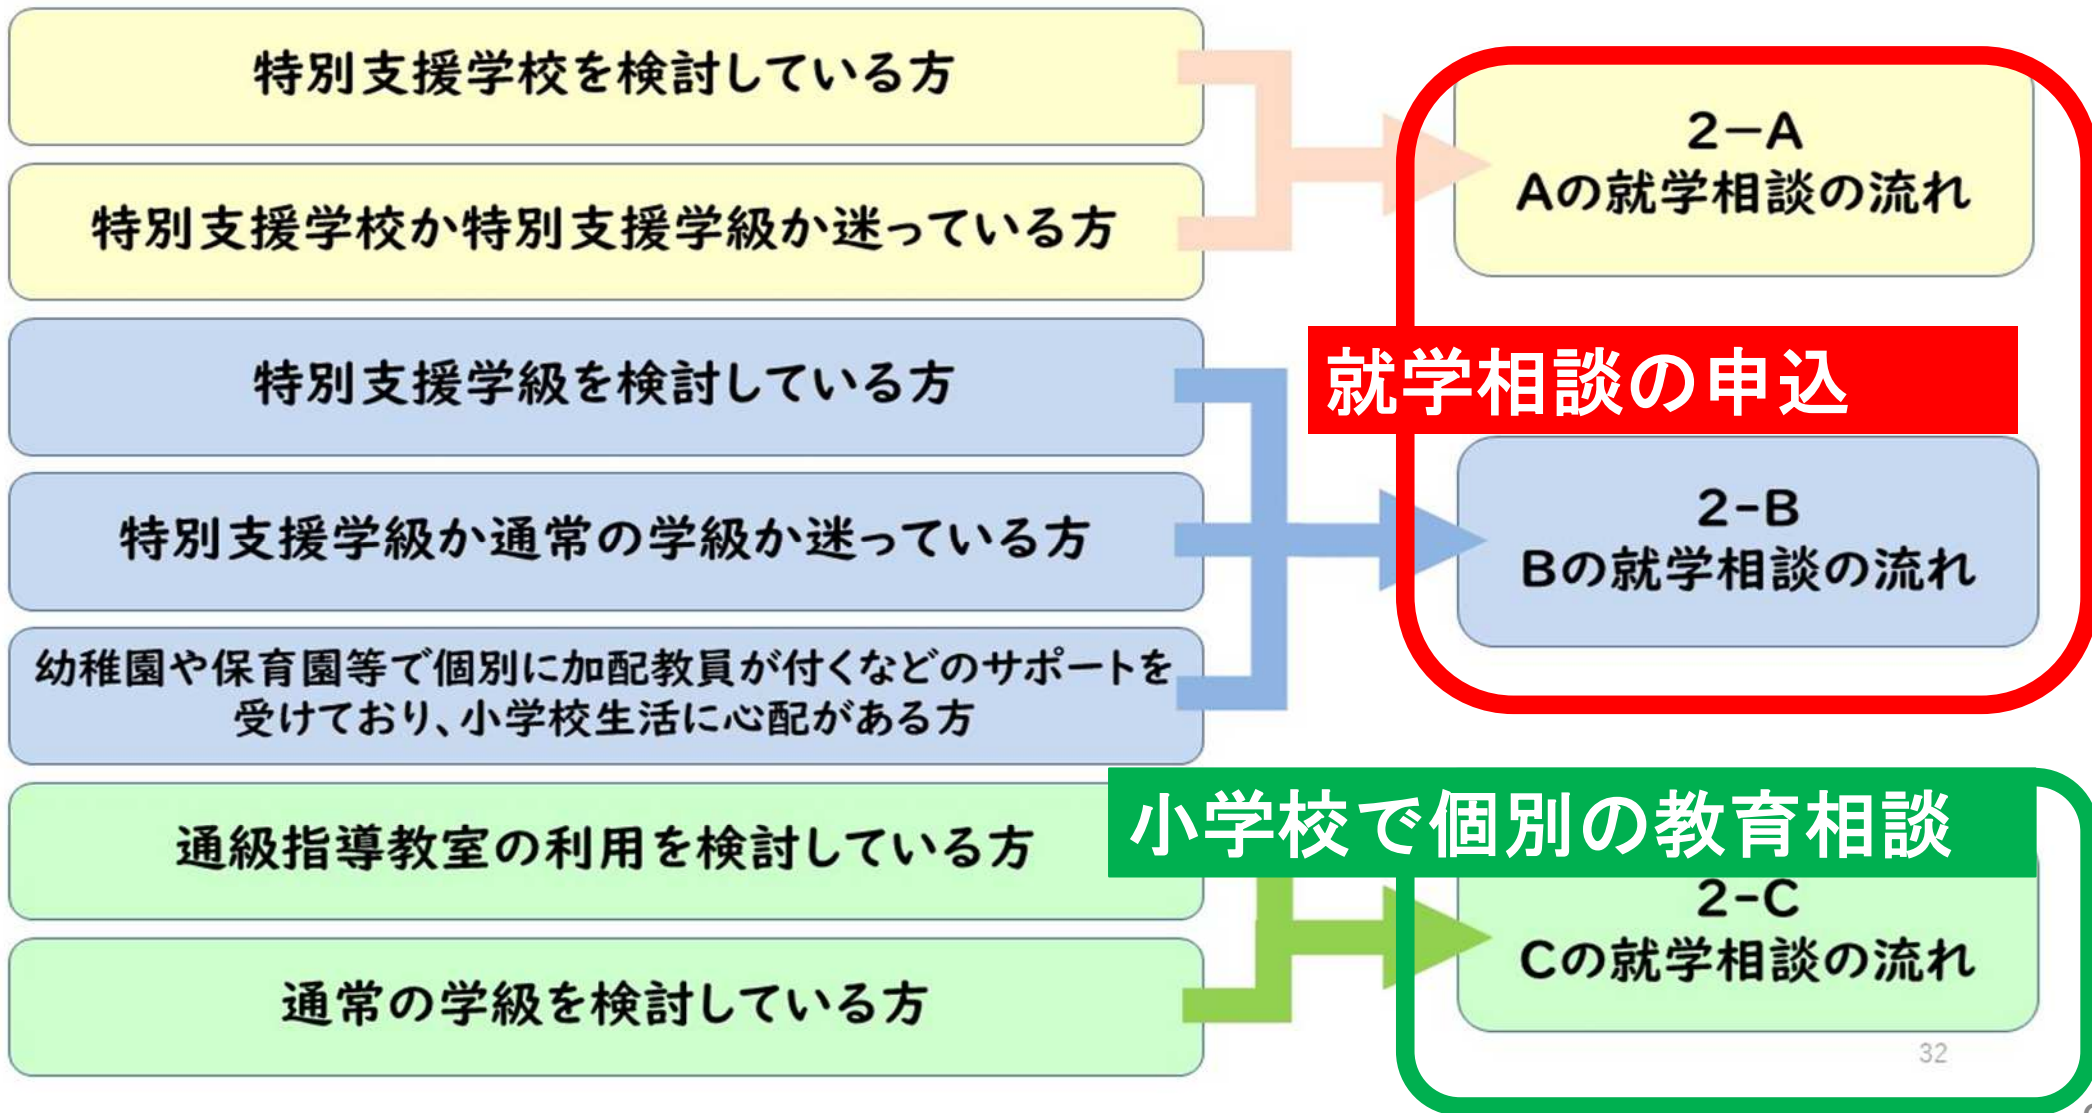 特別支援学校を検討している方
特別支援学校か特別支援学級か迷っている方
2－A
Aの就学相談の流れ
就学相談の申込
特別支援学級を検討している方
特別支援学級か通常の学級か迷っている方
幼稚園や保育園等で個別に加配教員が付くなどのサポートを
受けており、小学校生活に心配がある方
2-B
Bの就学相談の流れ
小学校で個別の教育相談
通級指導教室の利用を検討している方
通常の学級を検討している方
2-C
Cの就学相談の流れ
32